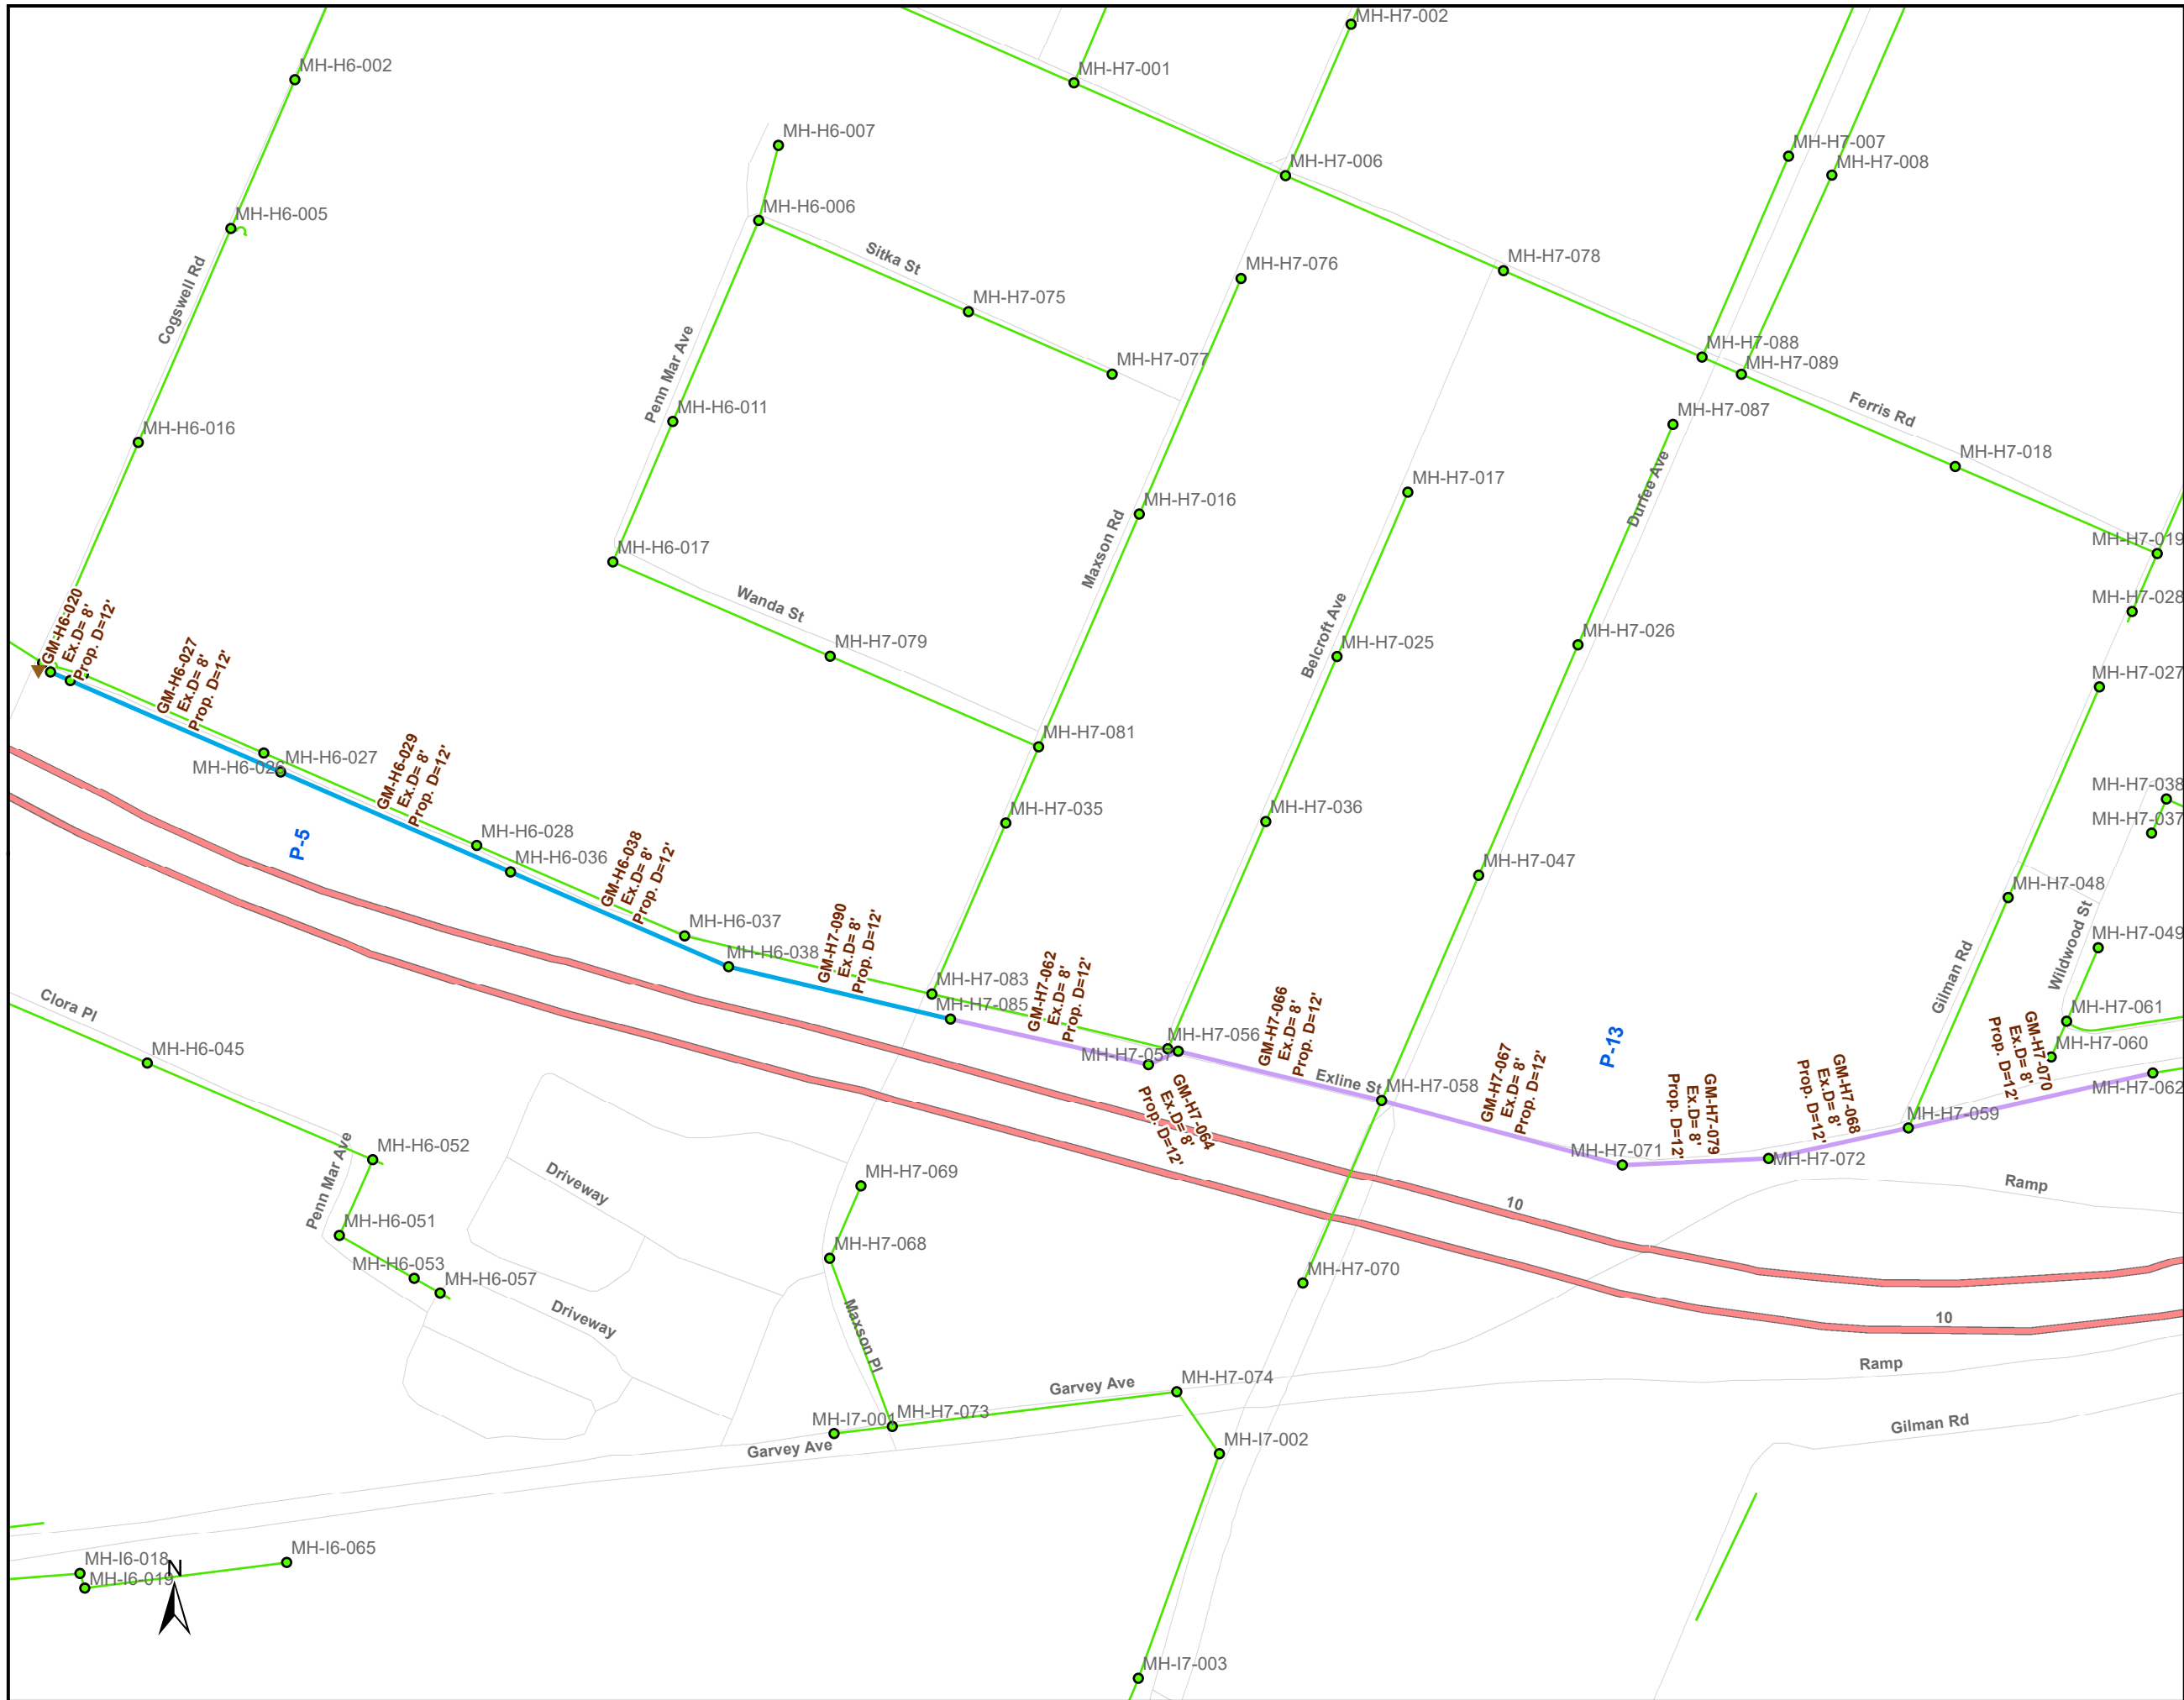 MH-H7-002
MH-H6-002
MH-H7-001
MH-H6-007
MH-H7-007
MH-H7-006
MH-H7-008
MH-H6-005
MH-H6-006
Sitka St
MH-H7-078
MH-H7-076
Cogswell Rd
MH-H7-075
MH-H7-088
MH-H7-077
MH-H7-089
Penn Mar Ave
MH-H6-011
MH-H7-087
Ferris Rd
MH-H6-016
MH-H7-018
MH-H7-017
Durfee Ave
MH-H7-016
Maxson Rd
MH-H6-017
MH-H7-019
Wanda St
MH-H7-028
GM-H6-020
Ex.D= 8'
Prop. D=12'
MH-H7-079
Belcroft Ave
MH-H7-025
MH-H7-026
GM-H6-027
Ex.D= 8'
Prop. D=12'
MH-H7-027
MH-H7-081
MH-H6-027
MH-H6-026
GM-H6-029
Ex.D= 8'
Prop. D=12'
MH-H7-038
MH-H7-035
MH-H7-036
MH-H7-037
P-5
MH-H6-028
MH-H6-036
GM-H6-038
Ex.D= 8'
Prop. D=12'
MH-H7-047
MH-H7-048
MH-H6-037
GM-H7-090
Ex.D= 8'
Prop. D=12'
MH-H7-049
Wildwood St
MH-H6-038
Gilman Rd
MH-H7-083
MH-H7-085
GM-H7-062
Ex.D= 8'
Prop. D=12'
GM-H7-066
Ex.D= 8'
Prop. D=12'
Clora Pl
MH-H7-061
MH-H6-045
MH-H7-056
MH-H7-057
P-13
MH-H7-060
GM-H7-070
Ex.D= 8'
Prop. D=12'
Exline St
MH-H7-058
GM-H7-067
Ex.D= 8'
Prop. D=12'
MH-H7-062
GM-H7-064
Ex.D= 8'
Prop. D=12'
GM-H7-079
Ex.D= 8'
Prop. D=12'
GM-H7-068
Ex.D= 8'
Prop. D=12'
MH-H7-059
MH-H6-052
MH-H7-071
MH-H7-072
Penn Mar Ave
Driveway
MH-H7-069
Ramp
10
MH-H6-051
MH-H7-068
MH-H6-053
MH-H6-057
MH-H7-070
Driveway
Maxson Pl
10
Ramp
Garvey Ave
MH-H7-074
MH-I7-001
MH-H7-073
Gilman Rd
Garvey Ave
MH-I7-002
MH-I6-065
MH-I6-018
MH-I6-019
N
MH-I7-003